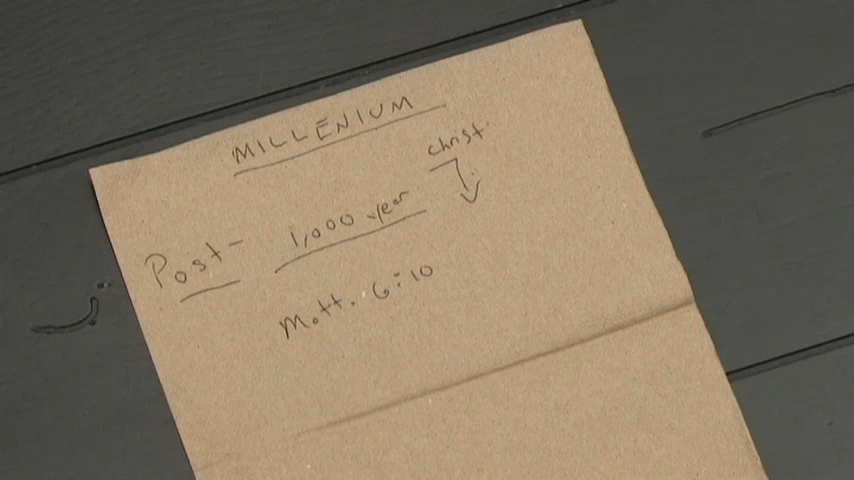 MILLENIUM
Christ.
Post- 1,000 year
Matt. 6:10